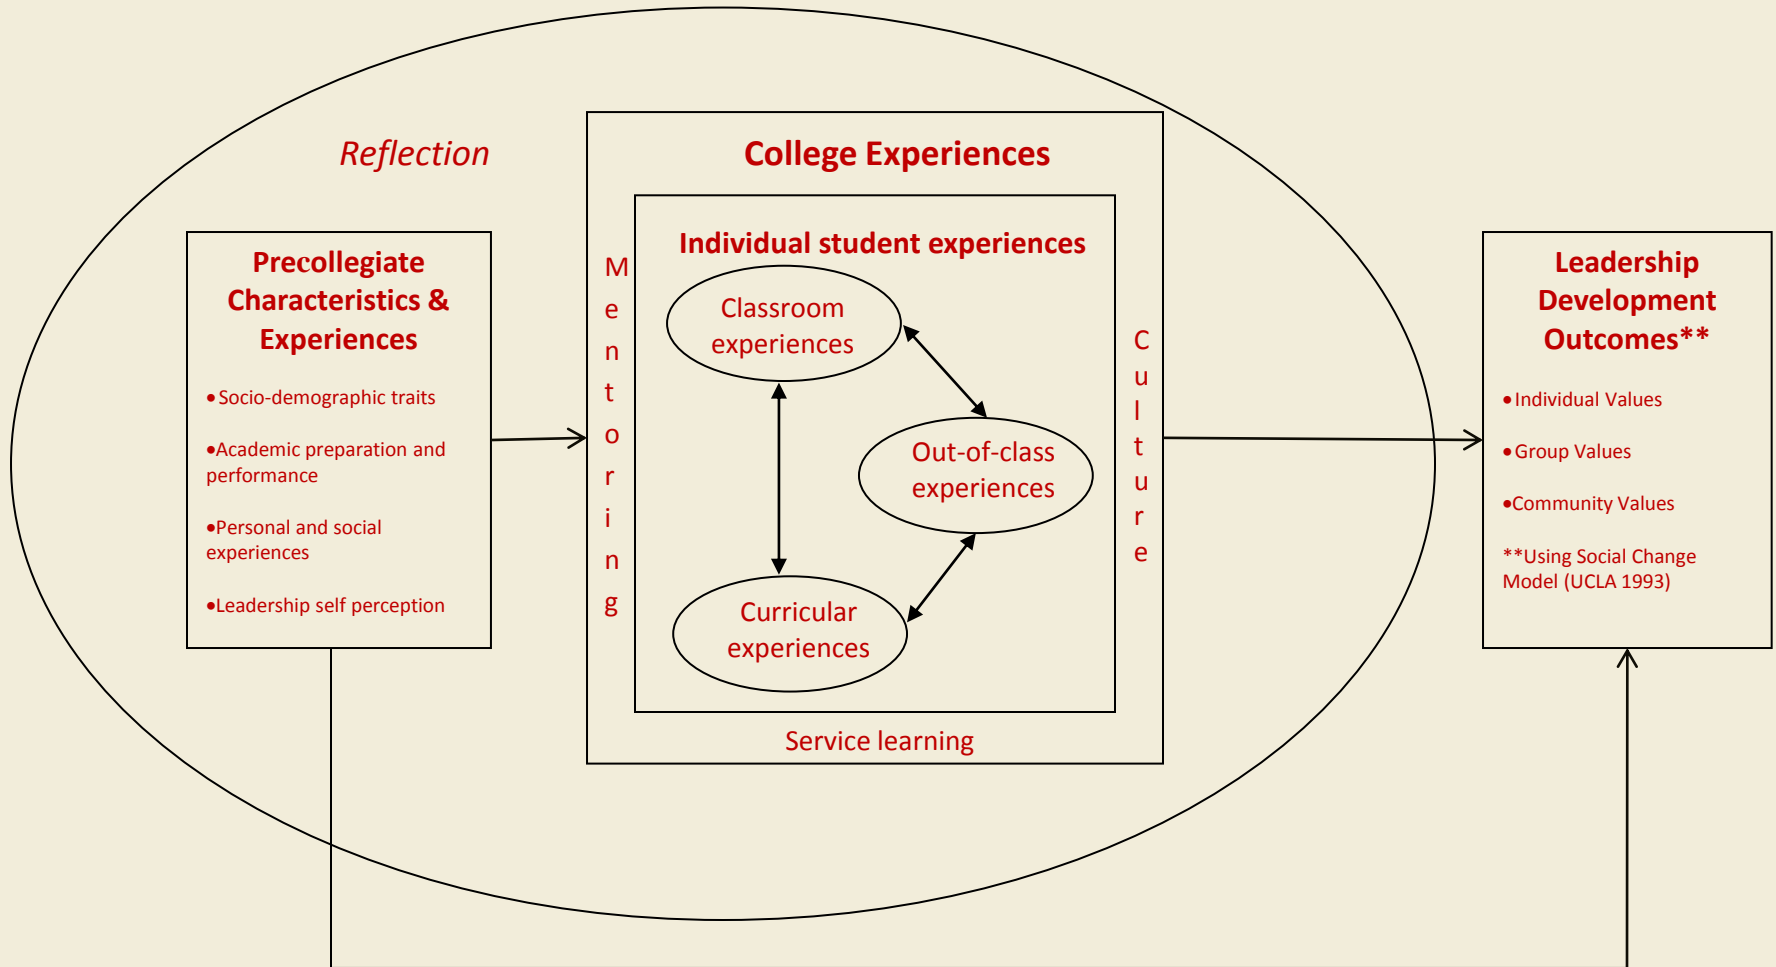 Reflection
Precollegiate
Characteristics &
Experiences
•Socio-demographic traits
•Academic preparation and
performance
•Personal and social
experiences
•Leadership self perception
College Experiences
Mentoring
Individual student experiences
Classroom
experiences
Out-of-class
experiences
Curricular
experiences
Culture
Service learning
Leadership
Development
Outcomes**
•Individual Values
•Group Values
•Community Values
**Using Social Change
Model (UCLA 1993)